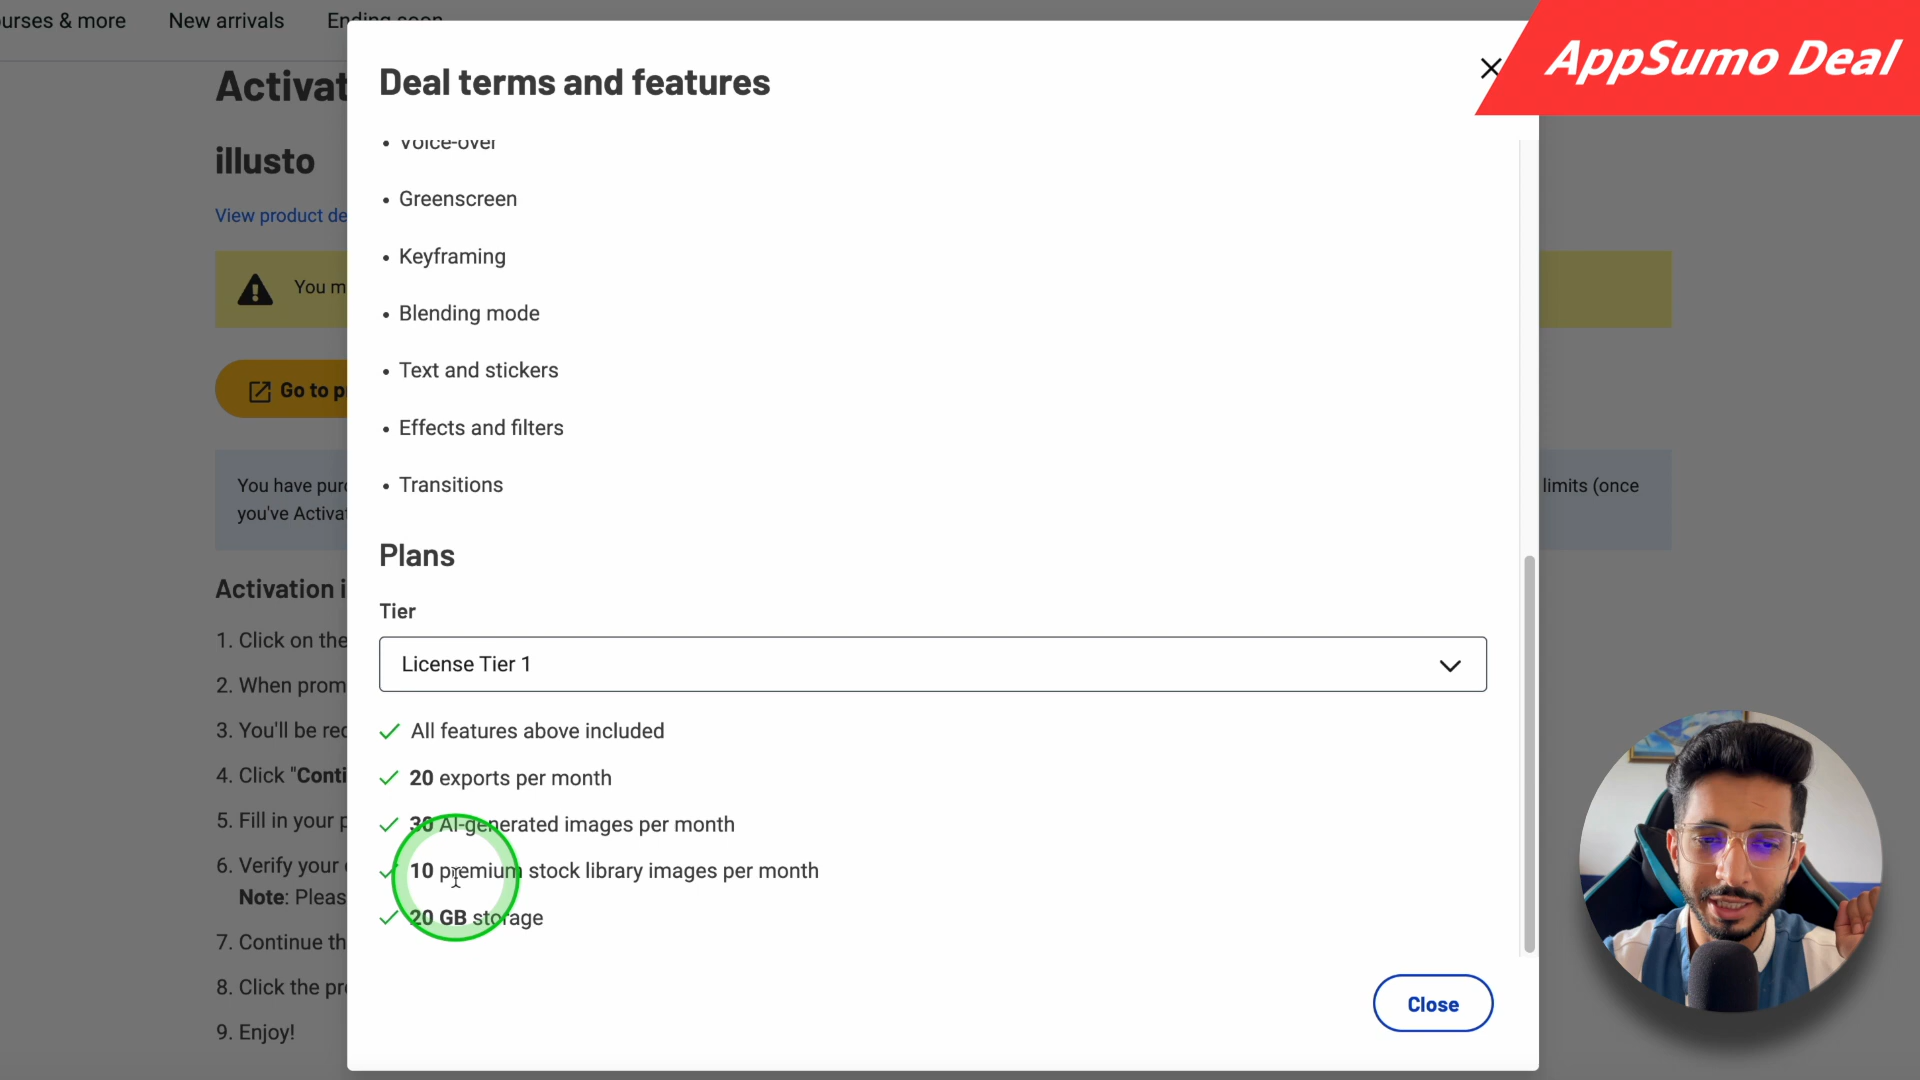 urses & more
New arrivals
Ending soon
AppSumo Deal
Activat
illusto
View product de
You m
Go to p
You have pur
you've Activat
limits (once
Activation i
1. Click on the
2. When prom
3. You'll be re
4. Click "Conti
5. Fill in your p
6. Verify your
Note: Pleas
7. Continue th
8. Click the pr
9. Enjoy!
Deal terms and features
• Voice-over
• Greenscreen
• Keyframing
• Blending mode
• Text and stickers
• Effects and filters
• Transitions
Plans
Tier
License Tier 1
All features above included
20 exports per month
30 AI-generated images per month
10 premium stock library images per month
20 GB storage
Close